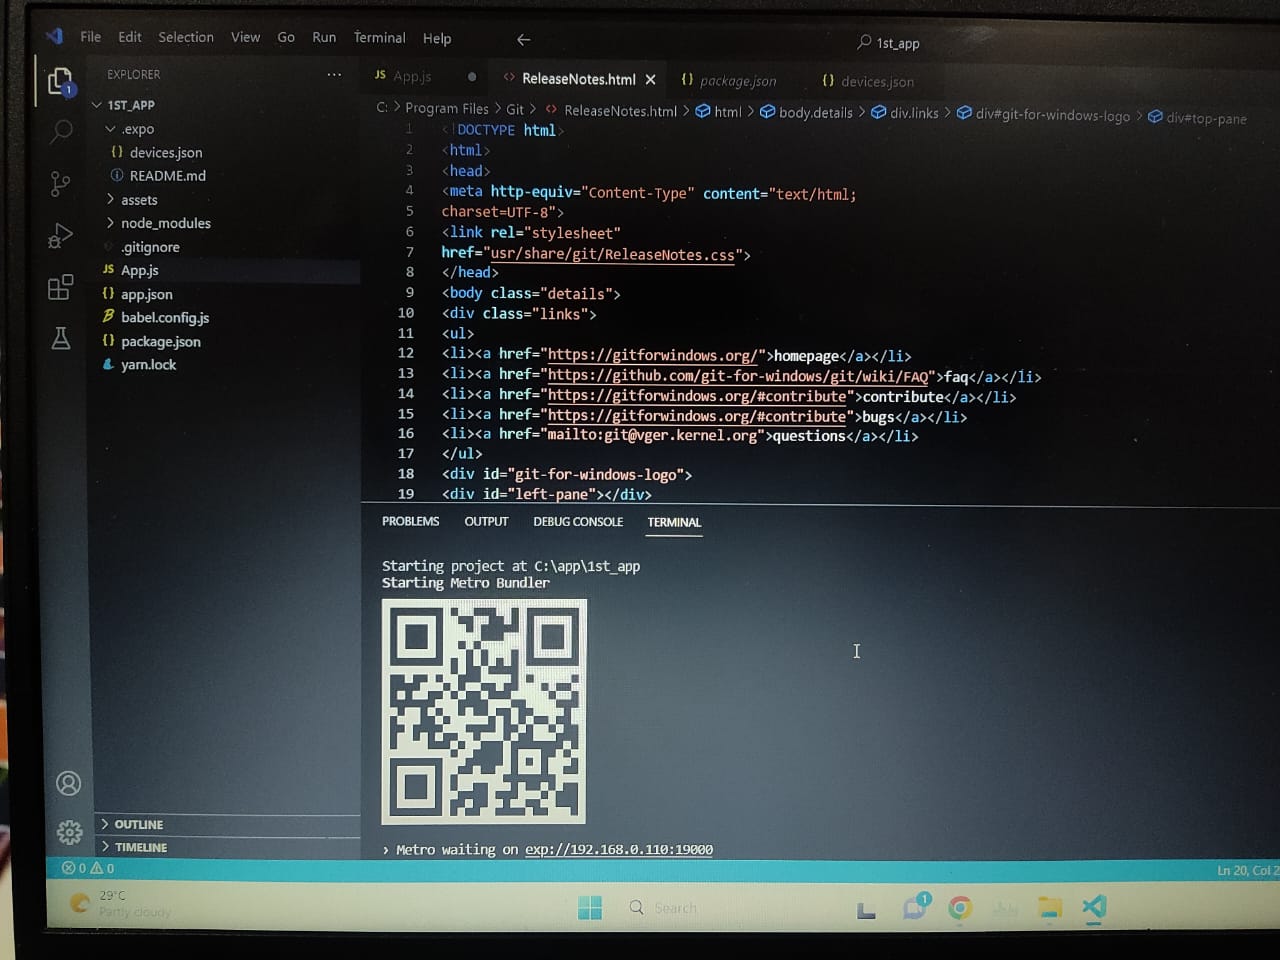 File Edit Selection View Go Run Terminal Help
1st_app
EXPLORER
1ST_APP
.expo
{} devices.json
README.md
assets
node_modules
.gitignore
JS App.js
{} app.json
babel.config.js
{} package.json
yarn.lock
OUTLINE
TIMELINE
JS App.js <> ReleaseNotes.html {} package.json {} devices.json
C: > Program Files > Git > <> ReleaseNotes.html > html > body.details > div.links > div#git-for-windows-logo > div#top-pane
1 <!DOCTYPE html>
2 <html>
3 <head>
4 <meta http-equiv="Content-Type" content="text/html;
5 charset=UTF-8">
6 <link rel="stylesheet"
7 href="usr/share/git/ReleaseNotes.css">
8 </head>
9 <body class="details">
10 <div class="links">
11 <ul>
12 <li><a href="https://gitforwindows.org/">homepage</a></li>
13 <li><a href="https://github.com/git-for-windows/git/wiki/FAQ">faq</a></li>
14 <li><a href="https://gitforwindows.org/#contribute">contribute</a></li>
15 <li><a href="https://gitforwindows.org/#contribute">bugs</a></li>
16 <li><a href="mailto:git@vger.kernel.org">questions</a></li>
17 </ul>
18 <div id="git-for-windows-logo">
19 <div id="left-pane"></div>
PROBLEMS OUTPUT DEBUG CONSOLE TERMINAL
Starting project at C:\app\1st_app
Starting Metro Bundler
› Metro waiting on exp://192.168.0.110:19000
0 0
Ln 20, Col 2
29°C
Partly cloudy
Search
1
1